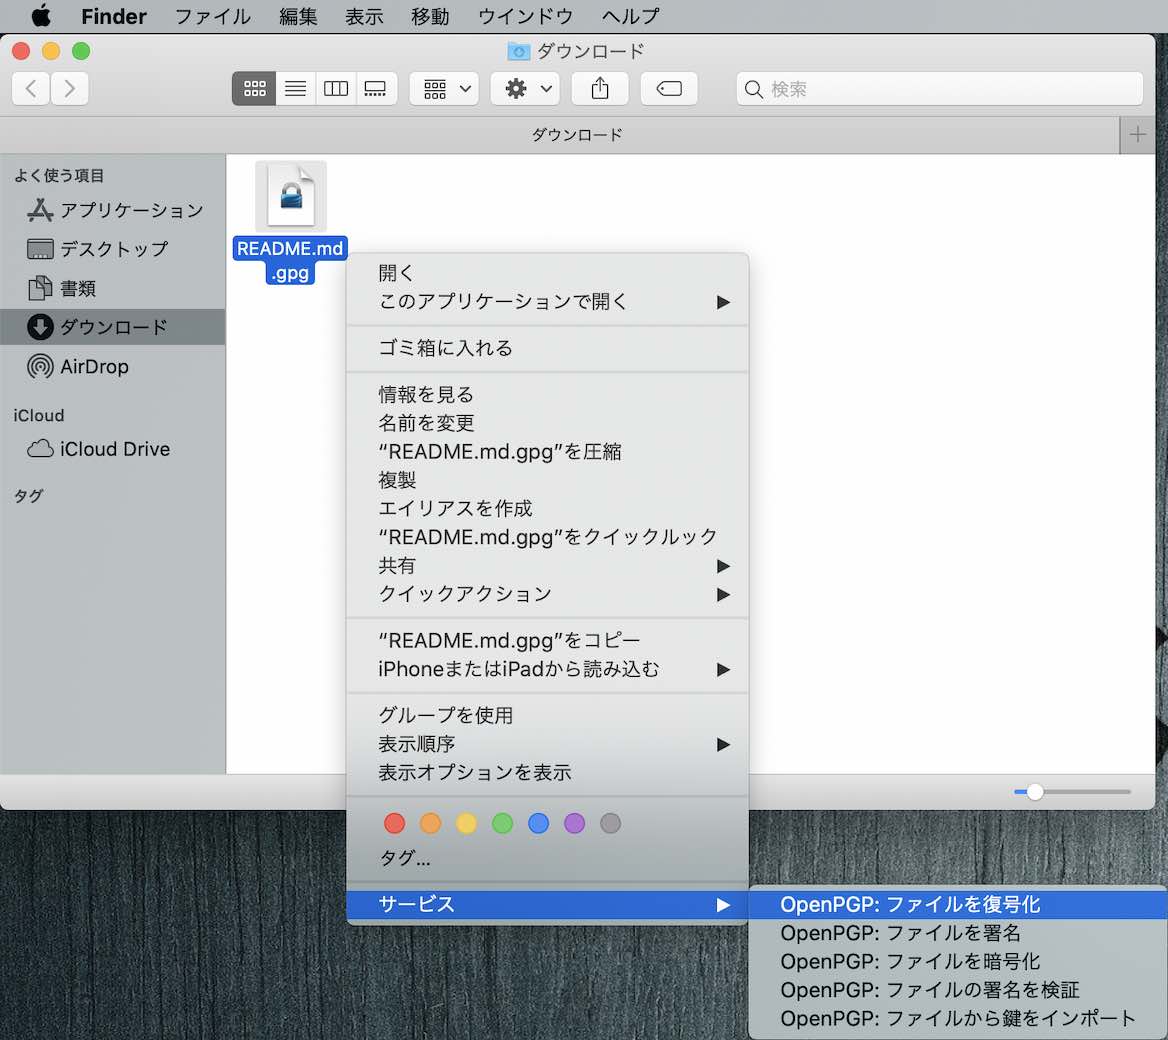 Finder ファイル 編集 表示 移動 ウインドウ ヘルプ
ダウンロード
検索
ダウンロード
よく使う項目
アプリケーション
デスクトップ
書類
ダウンロード
AirDrop
iCloud
iCloud Drive
タグ
README.md
.gpg
開く
このアプリケーションで開く
ゴミ箱に入れる
情報を見る
名前を変更
“README.md.gpg”を圧縮
複製
エイリアスを作成
“README.md.gpg”をクイックルック
共有
クイックアクション
“README.md.gpg”をコピー
iPhoneまたはiPadから読み込む
グループを使用
表示順序
表示オプションを表示
タグ...
サービス
OpenPGP: ファイルを復号化
OpenPGP: ファイルを署名
OpenPGP: ファイルを暗号化
OpenPGP: ファイルの署名を検証
OpenPGP: ファイルから鍵をインポート